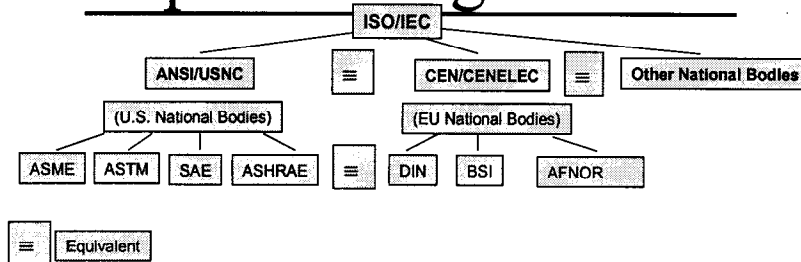 ISO/IEC
ANSI/USNC ≡ CEN/CENELEC ≡ Other National Bodies
(U.S. National Bodies) (EU National Bodies)
ASME ASTM SAE ASHRAE ≡ DIN BSI AFNOR
≡ Equivalent